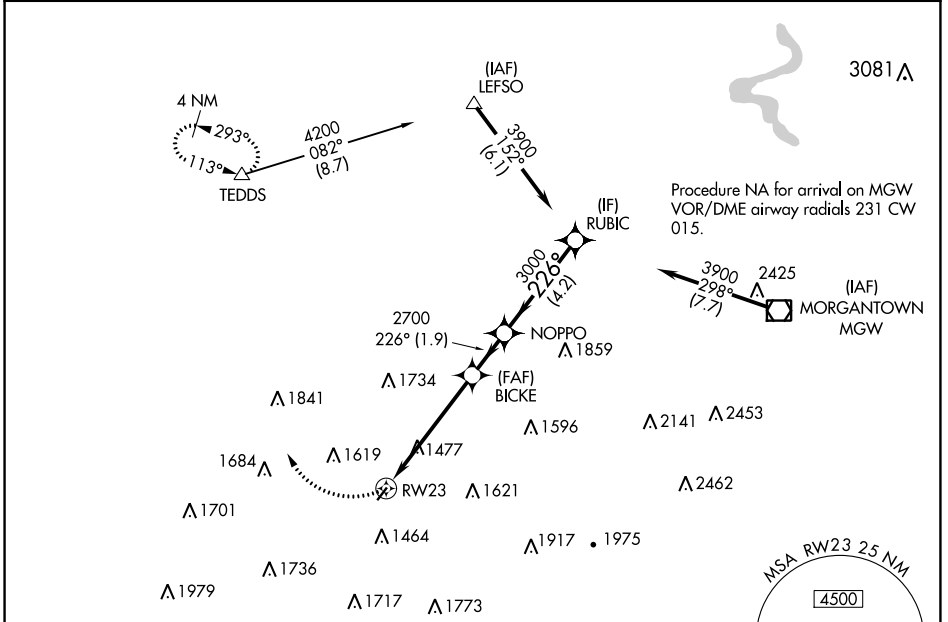 (IAF)
LEFSO
3081
4 NM
293°
113°
TEDDS
4200
082°
(8.7)
3900
152°
(6.1)
Procedure NA for arrival on MGW
VOR/DME airway radials 231 CW
015.
(IF)
RUBIC
3000
226°
(4.2)
3900
298°
(7.7)
2425
(IAF)
MORGANTOWN
MGW
2700
226° (1.9)
NOPPO
1859
(FAF)
BICKE
1734
1841
1596
2141
2453
1619
1477
1684
RW23
1621
2462
1701
1464
1917
1975
1736
1979
1717
1773
MSA RW23 25 NM
4500